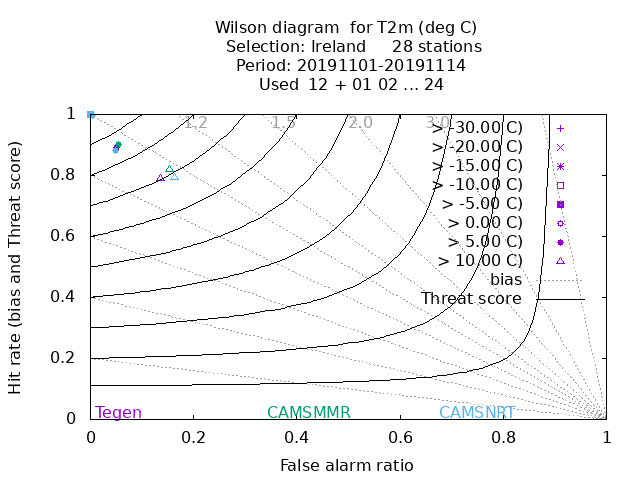 Wilson diagram  for T2m (deg C)
Selection: Ireland     28 stations
Period: 20191101-20191114
Used  12 + 01 02 ... 24
Hit rate (bias and Threat score)
1
0.8
0.6
0.4
0.2
0
1.2 1.5 2.0 3.0
> -30.00 C)
> -20.00 C)
> -15.00 C)
> -10.00 C)
> -5.00 C)
> 0.00 C)
> 5.00 C)
> 10.00 C)
bias
Threat score
Tegen CAMSMMR CAMSNRT
0 0.2 0.4 0.6 0.8 1
False alarm ratio